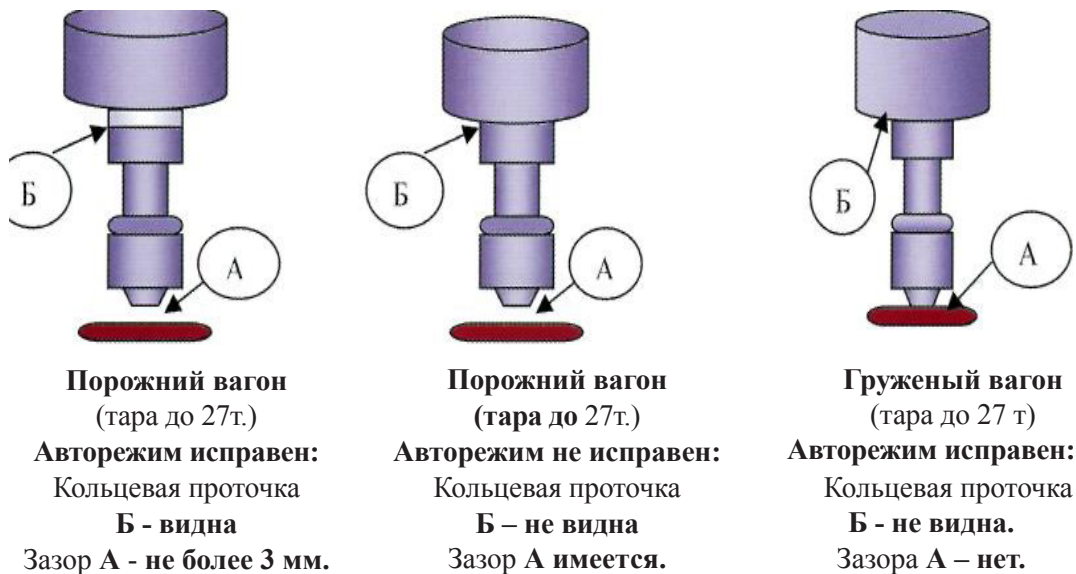 Б
А
Б
А
Б
А
Порожний вагон
(тара до 27т.)
Авторежим исправен:
Кольцевая проточка
Б - видна
Зазор А - не более 3 мм.
Порожний вагон
(тара до 27т.)
Авторежим не исправен:
Кольцевая проточка
Б – не видна
Зазор А имеется.
Груженый вагон
(тара до 27 т)
Авторежим исправен:
Кольцевая проточка
Б - не видна.
Зазора А – нет.